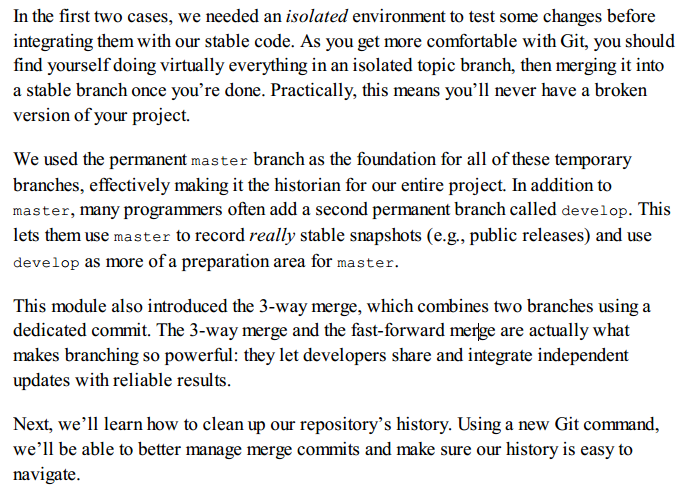 In the first two cases, we needed an isolated environment to test some changes before
integrating them with our stable code. As you get more comfortable with Git, you should
find yourself doing virtually everything in an isolated topic branch, then merging it into
a stable branch once you’re done. Practically, this means you’ll never have a broken
version of your project.
We used the permanent master branch as the foundation for all of these temporary
branches, effectively making it the historian for our entire project. In addition to
master, many programmers often add a second permanent branch called develop. This
lets them use master to record really stable snapshots (e.g., public releases) and use
develop as more of a preparation area for master.
This module also introduced the 3-way merge, which combines two branches using a
dedicated commit. The 3-way merge and the fast-forward merge are actually what
makes branching so powerful: they let developers share and integrate independent
updates with reliable results.
Next, we’ll learn how to clean up our repository’s history. Using a new Git command,
we’ll be able to better manage merge commits and make sure our history is easy to
navigate.